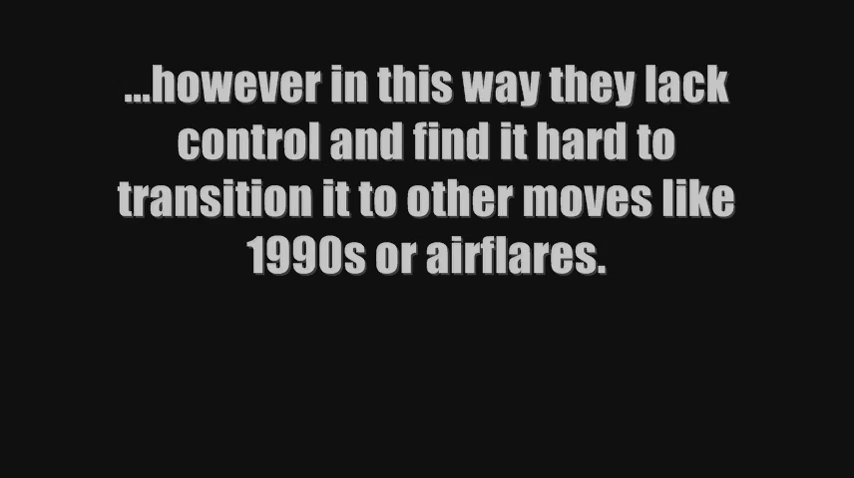 ...however in this way they lack
control and find it hard to
transition it to other moves like
1990s or airflares.